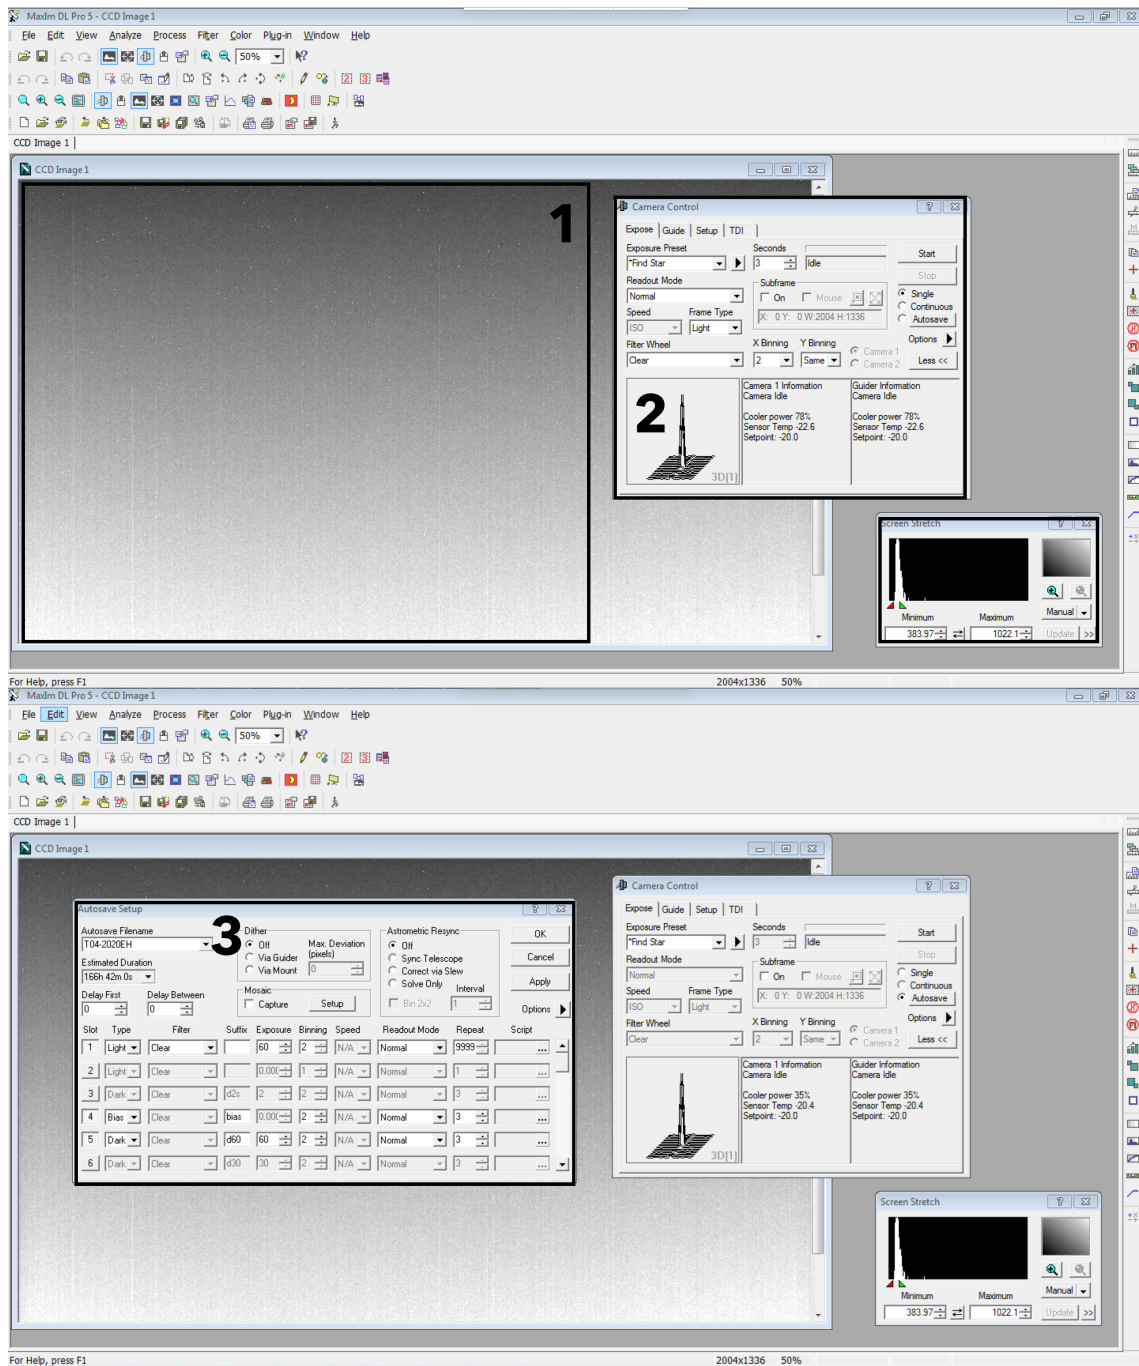 MaxIm DL Pro 5 - CCD Image 1
File Edit View Analyze Process Filter Color Plug-in Window Help
50%
CCD Image 1
CCD Image 1
1
Camera Control
Expose Guide Setup TDI
Exposure Preset Seconds
*Find Star 3 Idle Start
Stop
Readout Mode Subframe
Normal On Mouse Single
Continuous
Speed Frame Type X: 0 Y: 0 W:2004 H:1336 Autosave
ISO Light
Filter Wheel X Binning Y Binning Camera 1 Options
Clear 2 Same Camera 2 Less <<
2
3D[1]
Camera 1 Information
Camera Idle
Cooler power 78%
Sensor Temp -22.6
Setpoint: -20.0
Guider Information
Camera Idle
Cooler power 78%
Sensor Temp -22.6
Setpoint: -20.0
Screen Stretch
Manual
Minimum Maximum
383.97 1022.1 Update >>
For Help, press F1 2004x1336 50%
MaxIm DL Pro 5 - CCD Image 1
File Edit View Analyze Process Filter Color Plug-in Window Help
50%
CCD Image 1
CCD Image 1
Autosave Setup
3
Autosave Filename Dither Astrometric Resync
T04-2020EH Off Max. Deviation Off OK
Via Guider (pixels) Sync Telescope
Estimated Duration Via Mount 0 Correct via Slew Cancel
166h 42m 0s Solve Only Interval
Delay First Delay Between Mosaic Bin 2x2 1 Apply
0 0 Capture Setup Options
Slot Type Filter Suffix Exposure Binning Speed Readout Mode Repeat Script
1 Light Clear 60 2 N/A Normal 9999 ...
2 Light Clear 0.000 1 N/A Normal 1 ...
3 Dark Clear d2s 2 2 N/A Normal 3 ...
4 Bias Clear bias 0.000 2 N/A Normal 3 ...
5 Dark Clear d60 60 2 N/A Normal 3 ...
6 Dark Clear d30 30 2 N/A Normal 3 ...
Camera Control
Expose Guide Setup TDI
Exposure Preset Seconds
*Find Star 3 Idle Start
Stop
Readout Mode Subframe
Normal On Mouse Single
Continuous
Speed Frame Type X: 0 Y: 0 W:2004 H:1336 Autosave
ISO Light
Filter Wheel X Binning Y Binning Camera 1 Options
Clear 2 Same Camera 2 Less <<
3D[1]
Camera 1 Information
Camera Idle
Cooler power 35%
Sensor Temp -20.4
Setpoint: -20.0
Guider Information
Camera Idle
Cooler power 35%
Sensor Temp -20.4
Setpoint: -20.0
Screen Stretch
Manual
Minimum Maximum
383.97 1022.1 Update >>
For Help, press F1 2004x1336 50%